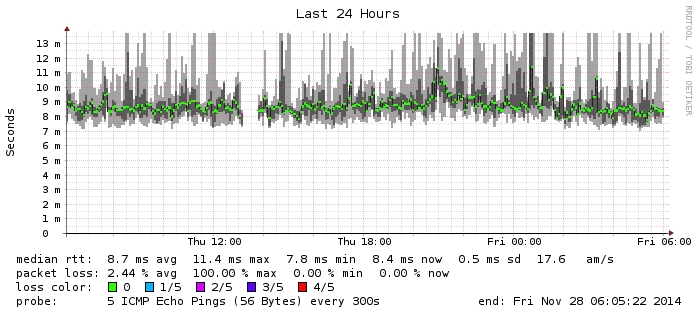 Last 24 Hours
RRDTOOL / TOBI OETIKER
Seconds
13 m
12 m
11 m
10 m
9 m
8 m
7 m
6 m
5 m
4 m
3 m
2 m
1 m
0
Thu 12:00 Thu 18:00 Fri 00:00 Fri 06:00
median rtt: 8.7 ms avg 11.4 ms max 7.8 ms min 8.4 ms now 0.5 ms sd 17.6 am/s
packet loss: 2.44 % avg 100.00 % max 0.00 % min 0.00 % now
loss color: 0 1/5 2/5 3/5 4/5
probe: 5 ICMP Echo Pings (56 Bytes) every 300s end: Fri Nov 28 06:05:22 2014